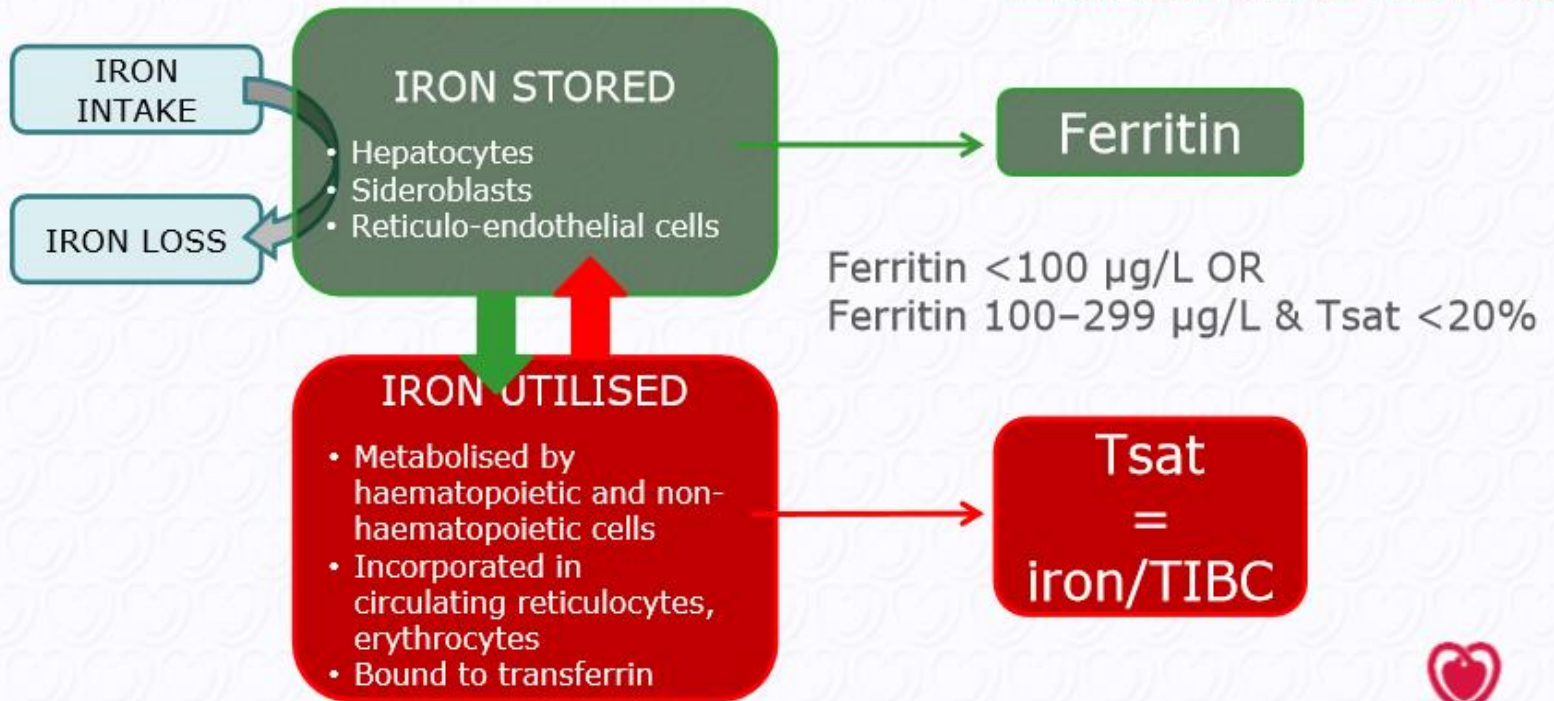 IRON
INTAKE
IRON LOSS
IRON STORED
• Hepatocytes
• Sideroblasts
• Reticulo-endothelial cells
Ferritin
Ferritin <100 µg/L OR
Ferritin 100–299 µg/L & Tsat <20%
IRON UTILISED
• Metabolised by
haematopoietic and non-
haematopoietic cells
• Incorporated in
circulating reticulocytes,
erythrocytes
• Bound to transferrin
Tsat
=
iron/TIBC